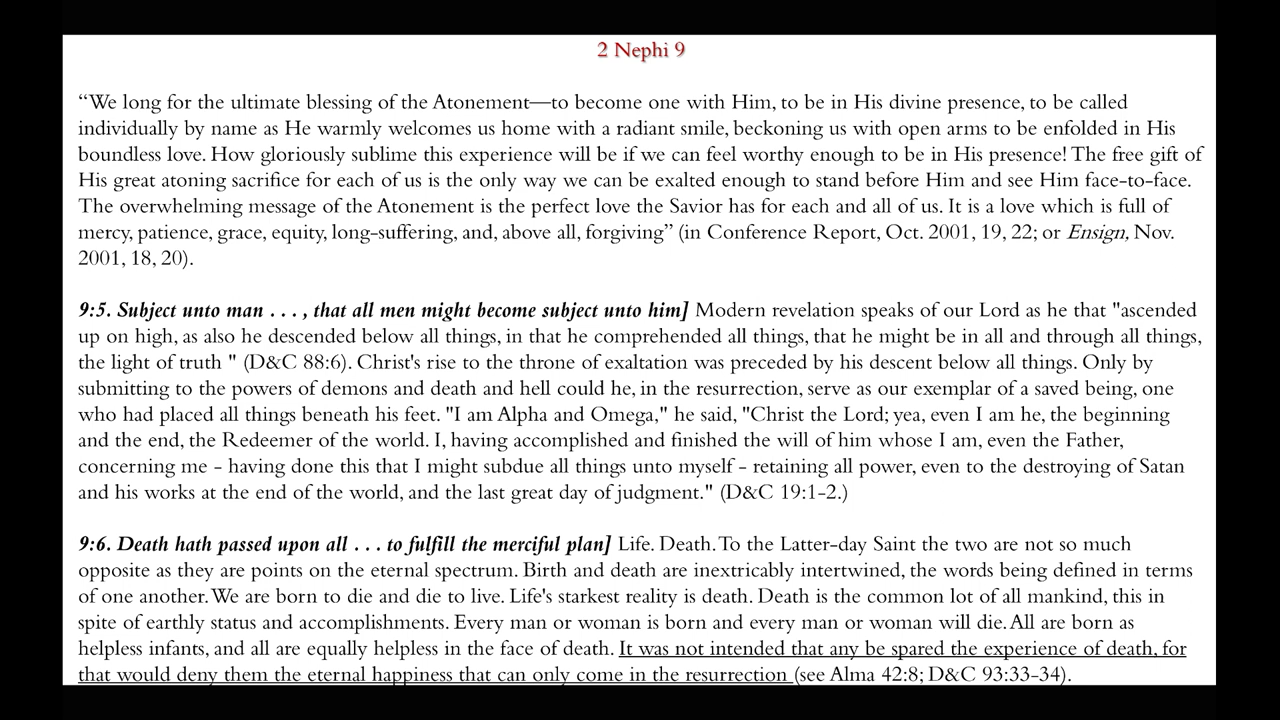 2 Nephi 9
“We long for the ultimate blessing of the Atonement—to become one with Him, to be in His divine presence, to be called
individually by name as He warmly welcomes us home with a radiant smile, beckoning us with open arms to be enfolded in His
boundless love. How gloriously sublime this experience will be if we can feel worthy enough to be in His presence! The free gift of
His great atoning sacrifice for each of us is the only way we can be exalted enough to stand before Him and see Him face-to-face.
The overwhelming message of the Atonement is the perfect love the Savior has for each and all of us. It is a love which is full of
mercy, patience, grace, equity, long-suffering, and, above all, forgiving” (in Conference Report, Oct. 2001, 19, 22; or Ensign, Nov.
2001, 18, 20).
9:5. Subject unto man . . . , that all men might become subject unto him] Modern revelation speaks of our Lord as he that "ascended
up on high, as also he descended below all things, in that he comprehended all things, that he might be in all and through all things,
the light of truth " (D&C 88:6). Christ's rise to the throne of exaltation was preceded by his descent below all things. Only by
submitting to the powers of demons and death and hell could he, in the resurrection, serve as our exemplar of a saved being, one
who had placed all things beneath his feet. "I am Alpha and Omega," he said, "Christ the Lord; yea, even I am he, the beginning
and the end, the Redeemer of the world. I, having accomplished and finished the will of him whose I am, even the Father,
concerning me - having done this that I might subdue all things unto myself - retaining all power, even to the destroying of Satan
and his works at the end of the world, and the last great day of judgment." (D&C 19:1-2.)
9:6. Death hath passed upon all . . . to fulfill the merciful plan] Life. Death. To the Latter-day Saint the two are not so much
opposite as they are points on the eternal spectrum. Birth and death are inextricably intertwined, the words being defined in terms
of one another. We are born to die and die to live. Life's starkest reality is death. Death is the common lot of all mankind, this in
spite of earthly status and accomplishments. Every man or woman is born and every man or woman will die. All are born as
helpless infants, and all are equally helpless in the face of death. It was not intended that any be spared the experience of death, for
that would deny them the eternal happiness that can only come in the resurrection (see Alma 42:8; D&C 93:33-34).